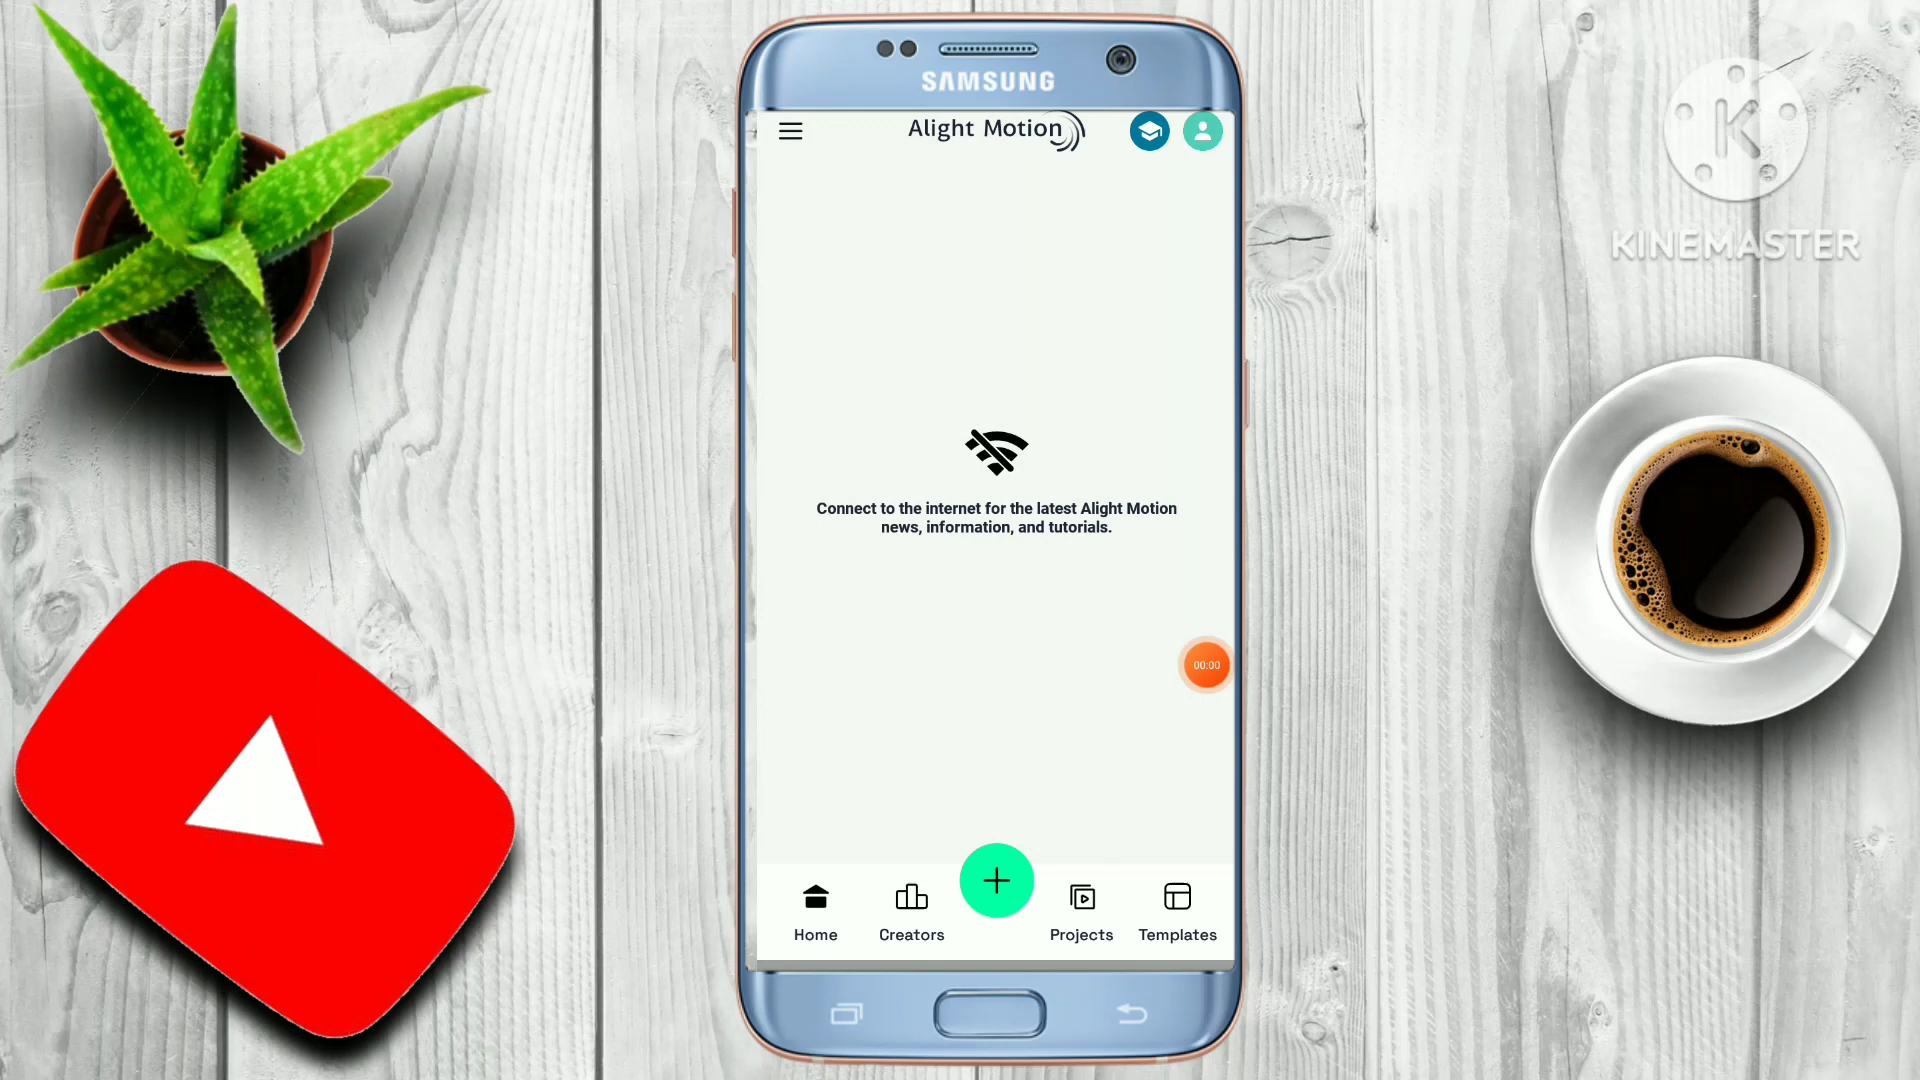 SAMSUNG
Alight Motion
KINEMASTER
Connect to the internet for the latest Alight Motion
news, information, and tutorials.
00:00
Home
Creators
Projects
Templates